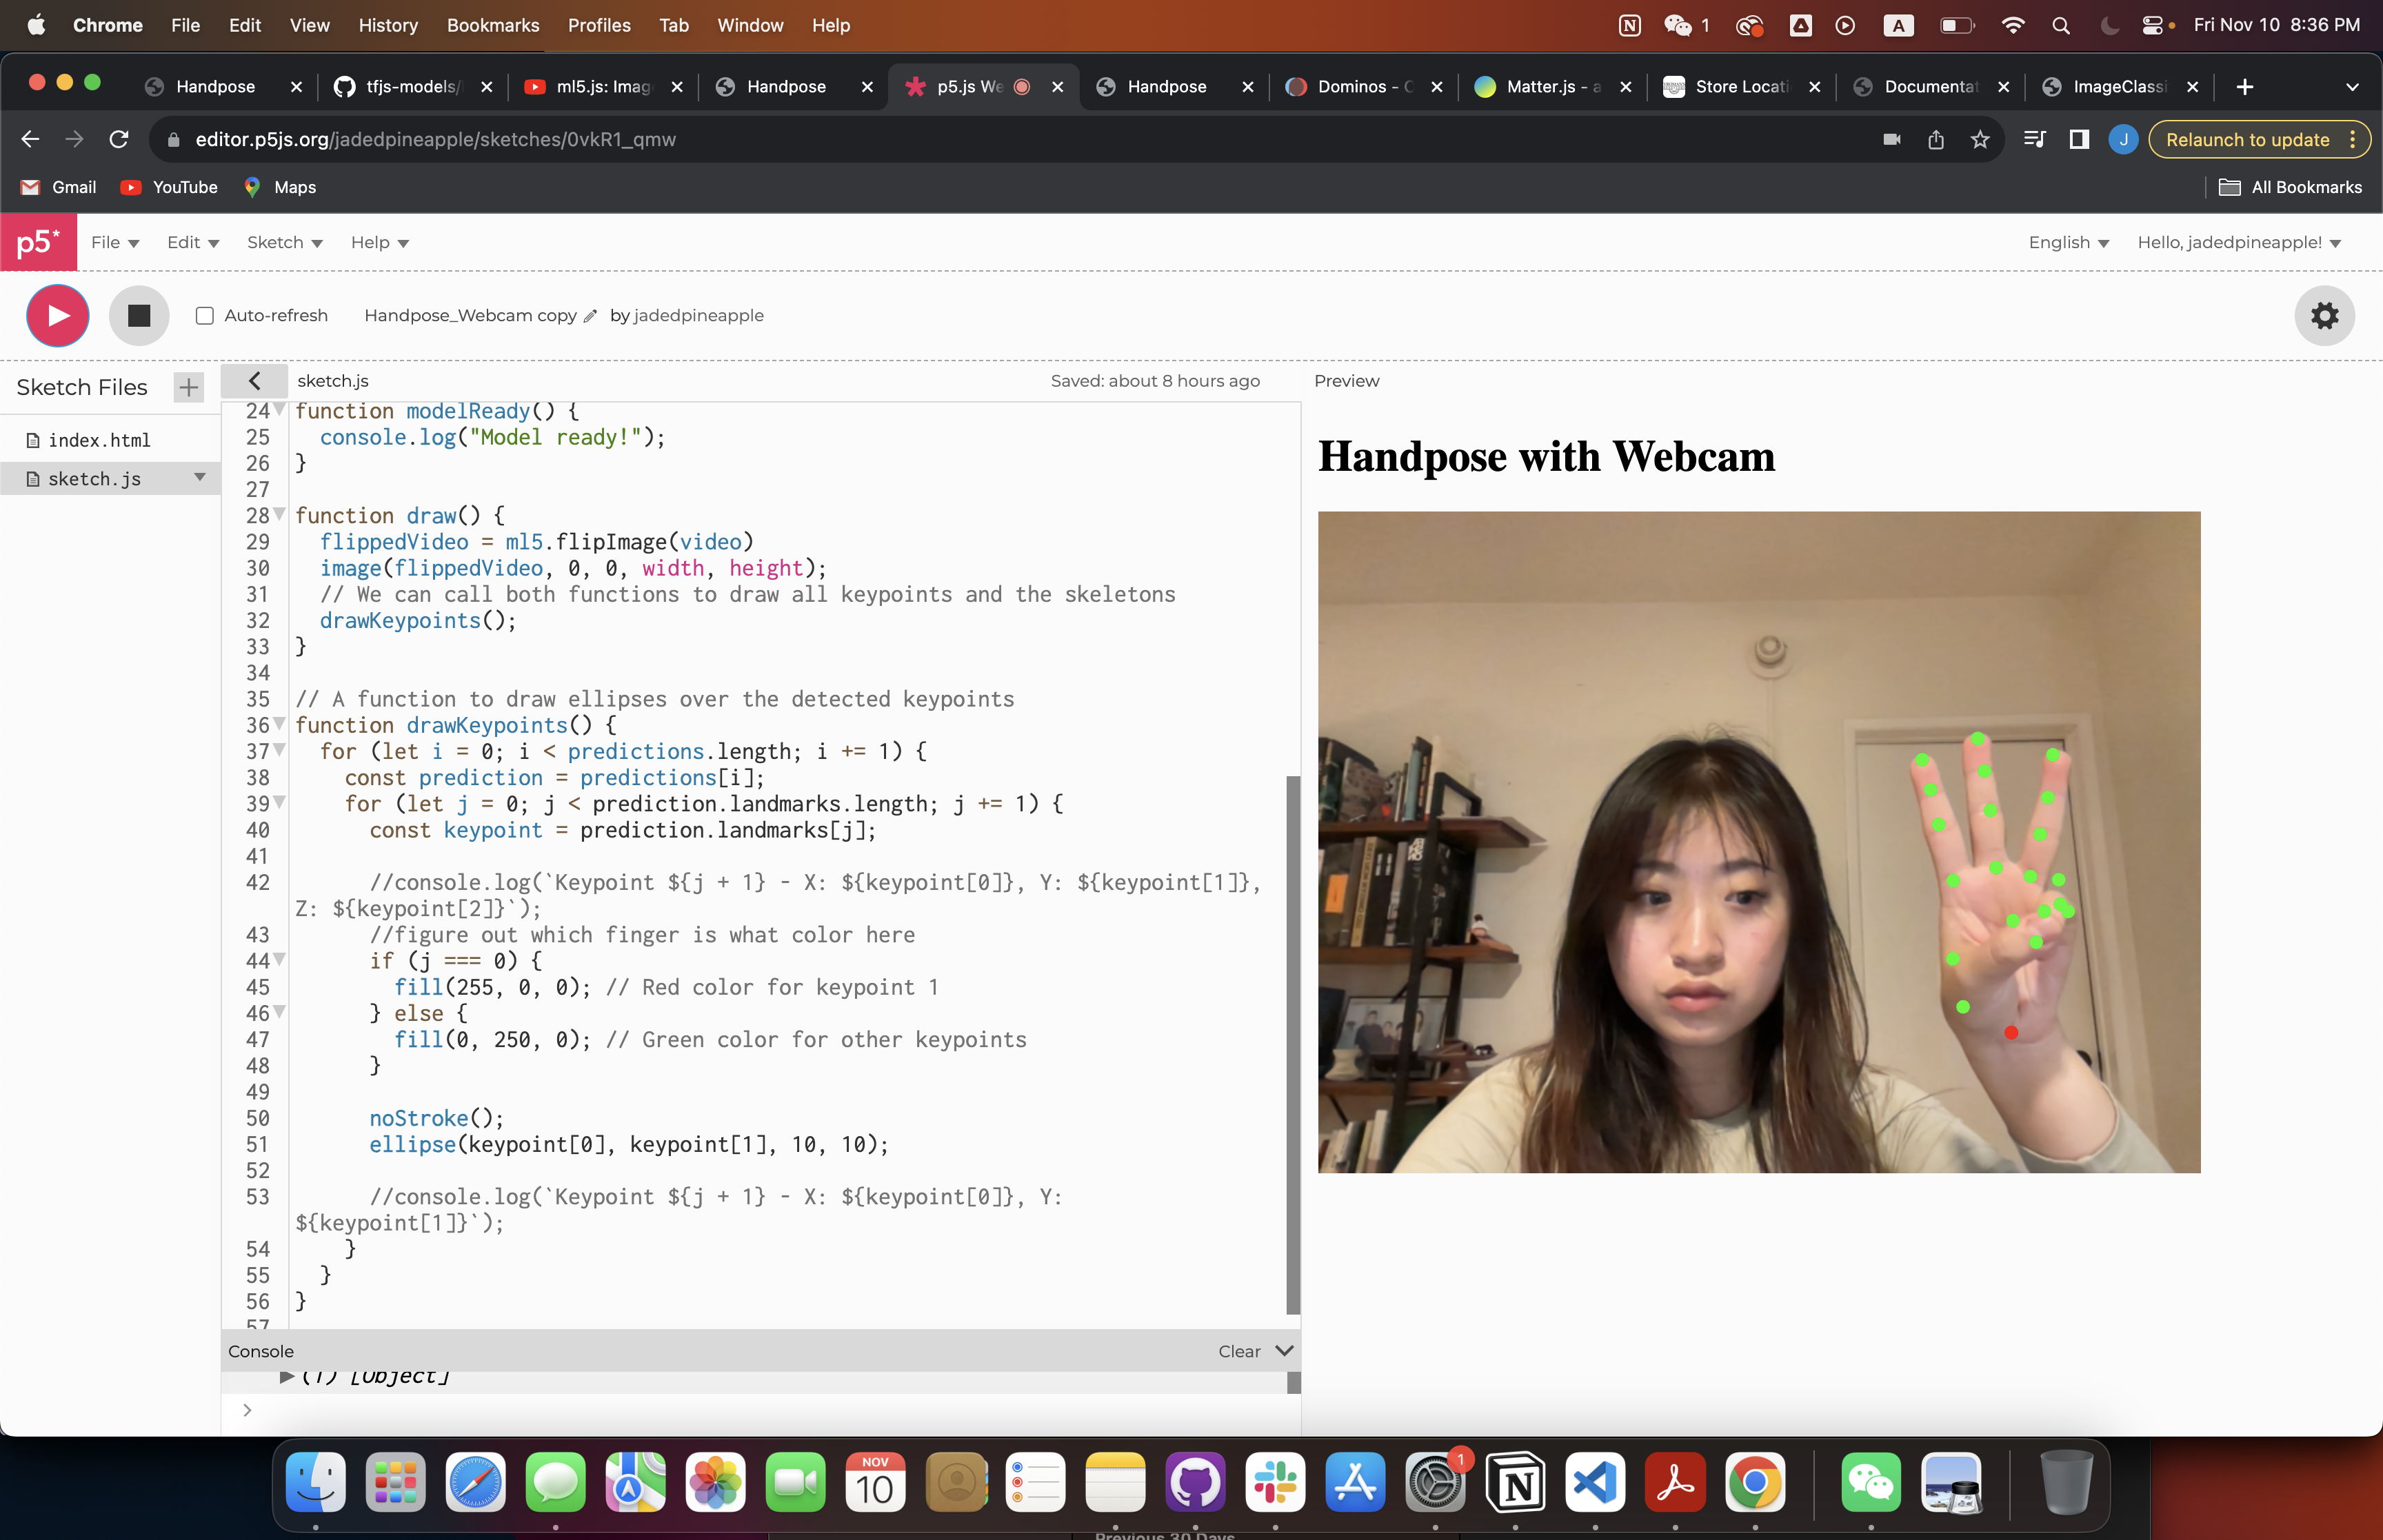 Chrome File Edit View History Bookmarks Profiles Tab Window Help 1 A Fri Nov 10 8:36 PM
Handpose tfjs-models/ ml5.js: Imag Handpose p5.js We Handpose Dominos - C Matter.js - a Store Locati Documentat ImageClassi
editor.p5js.org/jadedpineapple/sketches/0vkR1_qmw J Relaunch to update
Gmail YouTube Maps All Bookmarks
p5* File Edit Sketch Help English Hello, jadedpineapple!
Auto-refresh Handpose_Webcam copy by jadedpineapple
Sketch Files sketch.js Saved: about 8 hours ago Preview
index.html
sketch.js
24 function modelReady() {
25 console.log("Model ready!");
26 }
27
28 function draw() {
29 flippedVideo = ml5.flipImage(video)
30 image(flippedVideo, 0, 0, width, height);
31 // We can call both functions to draw all keypoints and the skeletons
32 drawKeypoints();
33 }
34
35 // A function to draw ellipses over the detected keypoints
36 function drawKeypoints() {
37 for (let i = 0; i < predictions.length; i += 1) {
38 const prediction = predictions[i];
39 for (let j = 0; j < prediction.landmarks.length; j += 1) {
40 const keypoint = prediction.landmarks[j];
41
42 //console.log(`Keypoint ${j + 1} - X: ${keypoint[0]}, Y: ${keypoint[1]},
Z: ${keypoint[2]}`);
43 //figure out which finger is what color here
44 if (j === 0) {
45 fill(255, 0, 0); // Red color for keypoint 1
46 } else {
47 fill(0, 250, 0); // Green color for other keypoints
48 }
49
50 noStroke();
51 ellipse(keypoint[0], keypoint[1], 10, 10);
52
53 //console.log(`Keypoint ${j + 1} - X: ${keypoint[0]}, Y:
${keypoint[1]}`);
54 }
55 }
56 }
57
Console Clear
(1) [Object]
>
Handpose with Webcam
NOV
10
1
Previous 30 Days